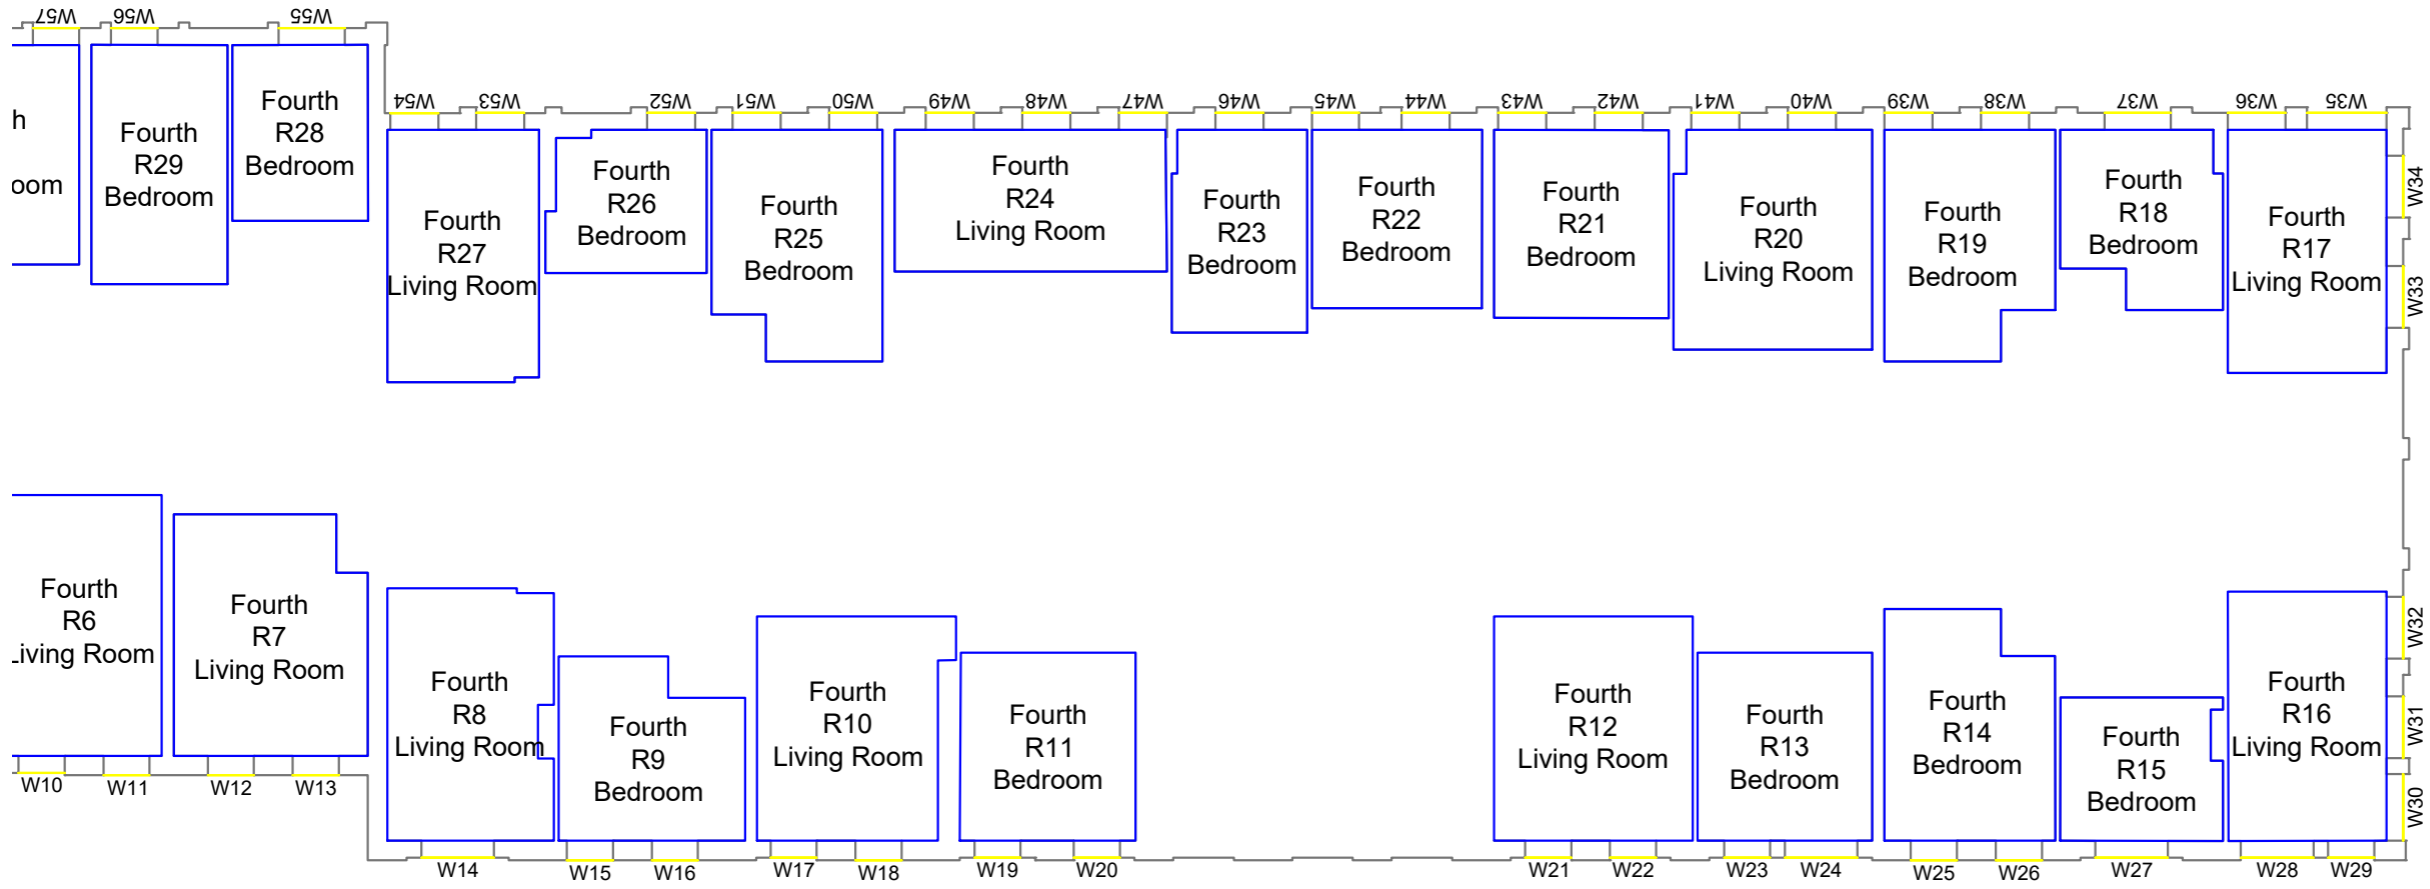 W57 W56 W55
W54 W53 W52 W51 W50 W49 W48 W47 W46 W45 W44 W43 W42 W41 W40 W39 W38 W37 W36 W35
h
oom
Fourth
R29
Bedroom
Fourth
R28
Bedroom
Fourth
R27
Living Room
Fourth
R26
Bedroom
Fourth
R25
Bedroom
Fourth
R24
Living Room
Fourth
R23
Bedroom
Fourth
R22
Bedroom
Fourth
R21
Bedroom
Fourth
R20
Living Room
Fourth
R19
Bedroom
Fourth
R18
Bedroom
Fourth
R17
Living Room
W34
W33
Fourth
R6
Living Room
Fourth
R7
Living Room
Fourth
R8
Living Room
Fourth
R9
Bedroom
Fourth
R10
Living Room
Fourth
R11
Bedroom
Fourth
R12
Living Room
Fourth
R13
Bedroom
Fourth
R14
Bedroom
Fourth
R15
Bedroom
Fourth
R16
Living Room
W32
W31
W30
W10 W11 W12 W13
W14 W15 W16 W17 W18 W19 W20 W21 W22 W23 W24 W25 W26 W27 W28 W29